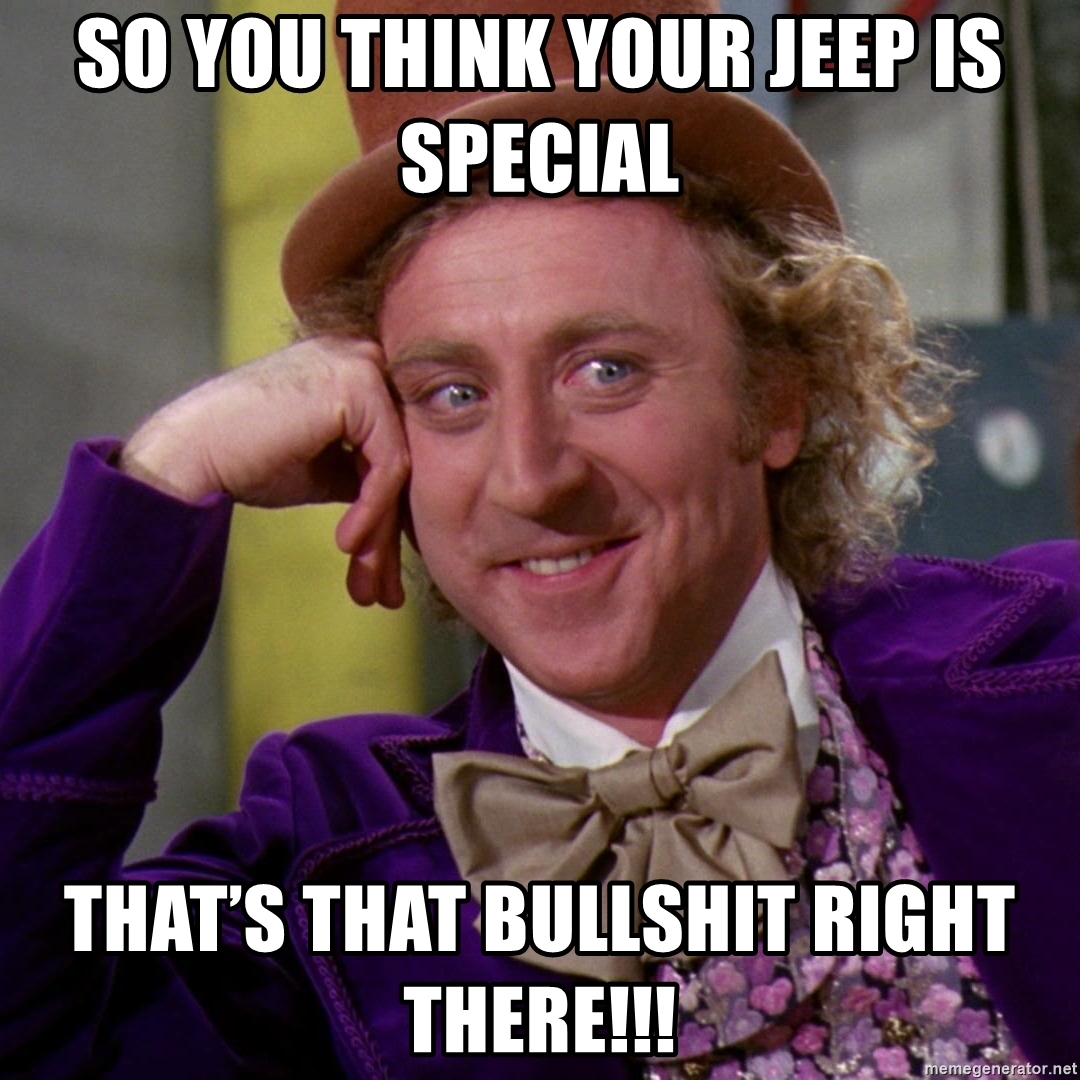 SO YOU THINK YOUR JEEP IS
SPECIAL
THAT’S THAT BULLSHIT RIGHT
THERE!!!
memegenerator.net